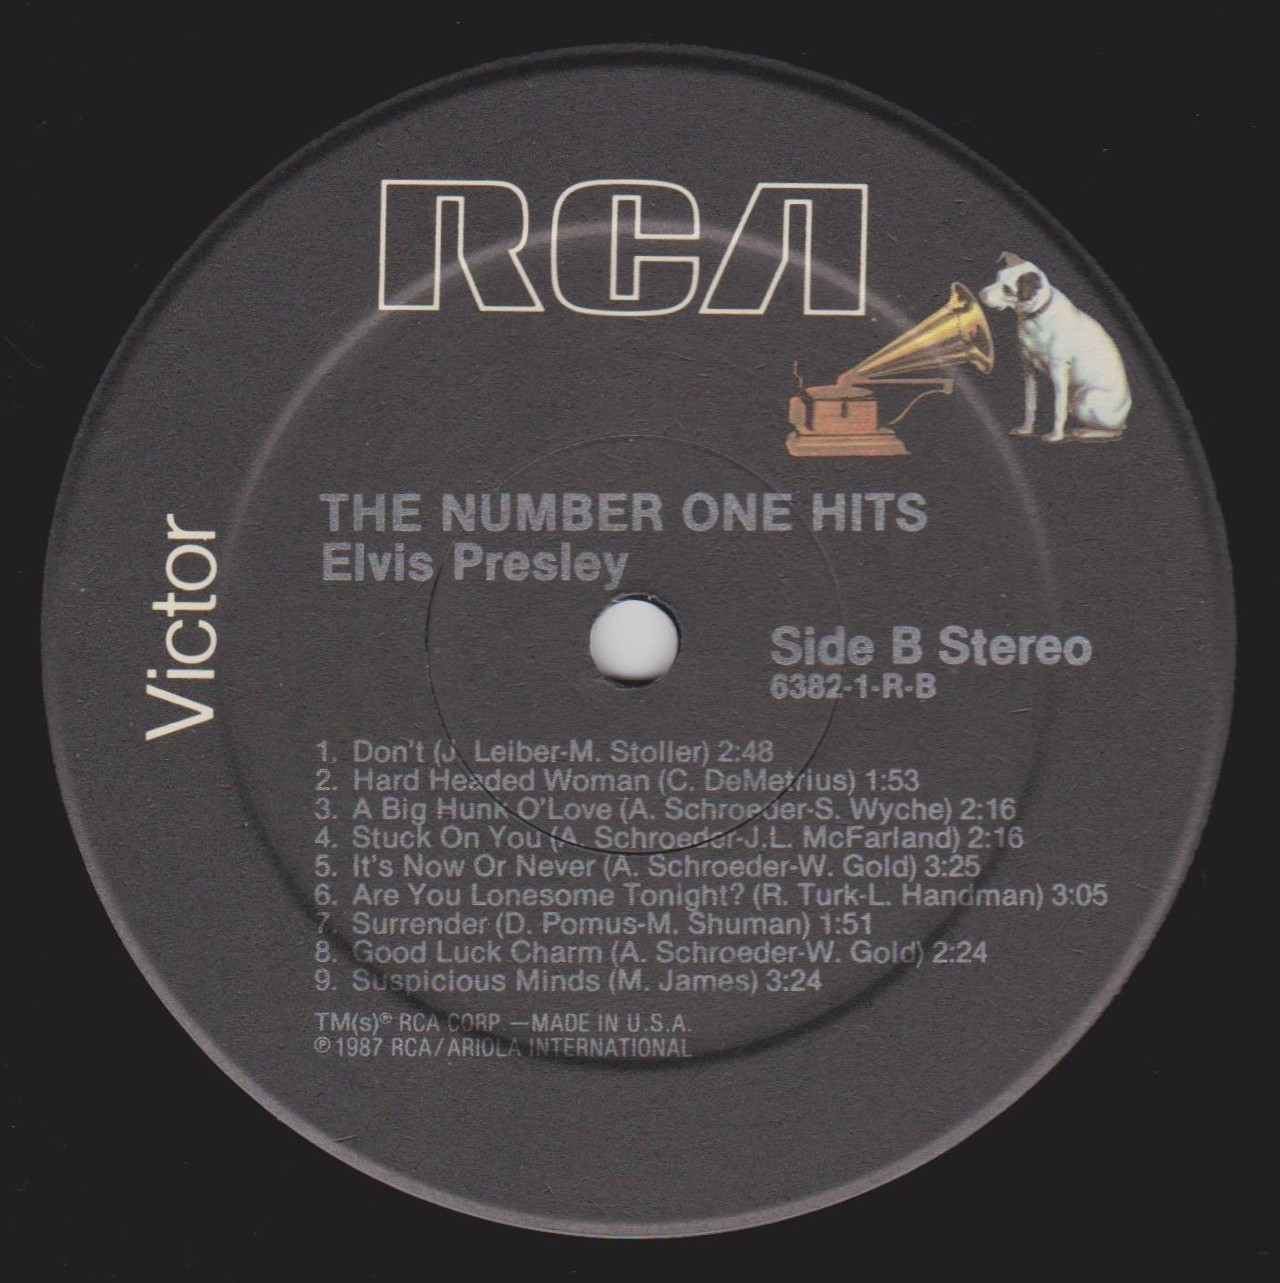 RCA
Victor
THE NUMBER ONE HITS
Elvis Presley
Side B Stereo
6382-1-R-B
1. Don't (J. Leiber-M. Stoller) 2:48
2. Hard Headed Woman (C. DeMetrius) 1:53
3. A Big Hunk O'Love (A. Schroeder-S. Wyche) 2:16
4. Stuck On You (A. Schroeder-J.L. McFarland) 2:16
5. It's Now Or Never (A. Schroeder-W. Gold) 3:25
6. Are You Lonesome Tonight? (R. Turk-L. Handman) 3:05
7. Surrender (D. Pomus-M. Shuman) 1:51
8. Good Luck Charm (A. Schroeder-W. Gold) 2:24
9. Suspicious Minds (M. James) 3:24
TM(s)® RCA CORP.—MADE IN U.S.A.
℗ 1987 RCA/ARIOLA INTERNATIONAL